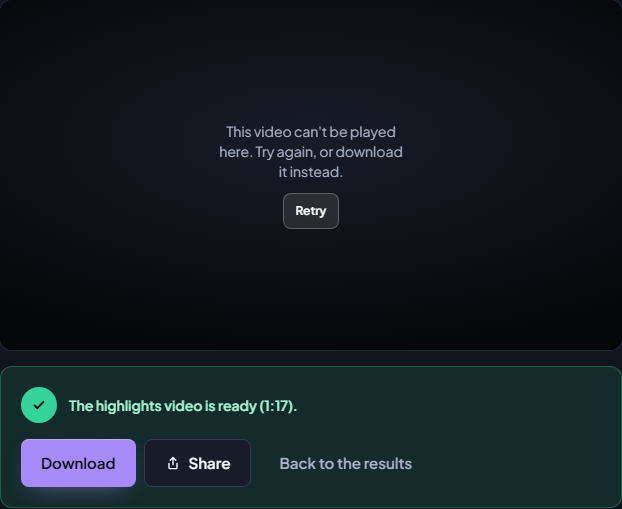 This video can't be played
here. Try again, or download
it instead.
Retry
The highlights video is ready (1:17).
Download
Share
Back to the results